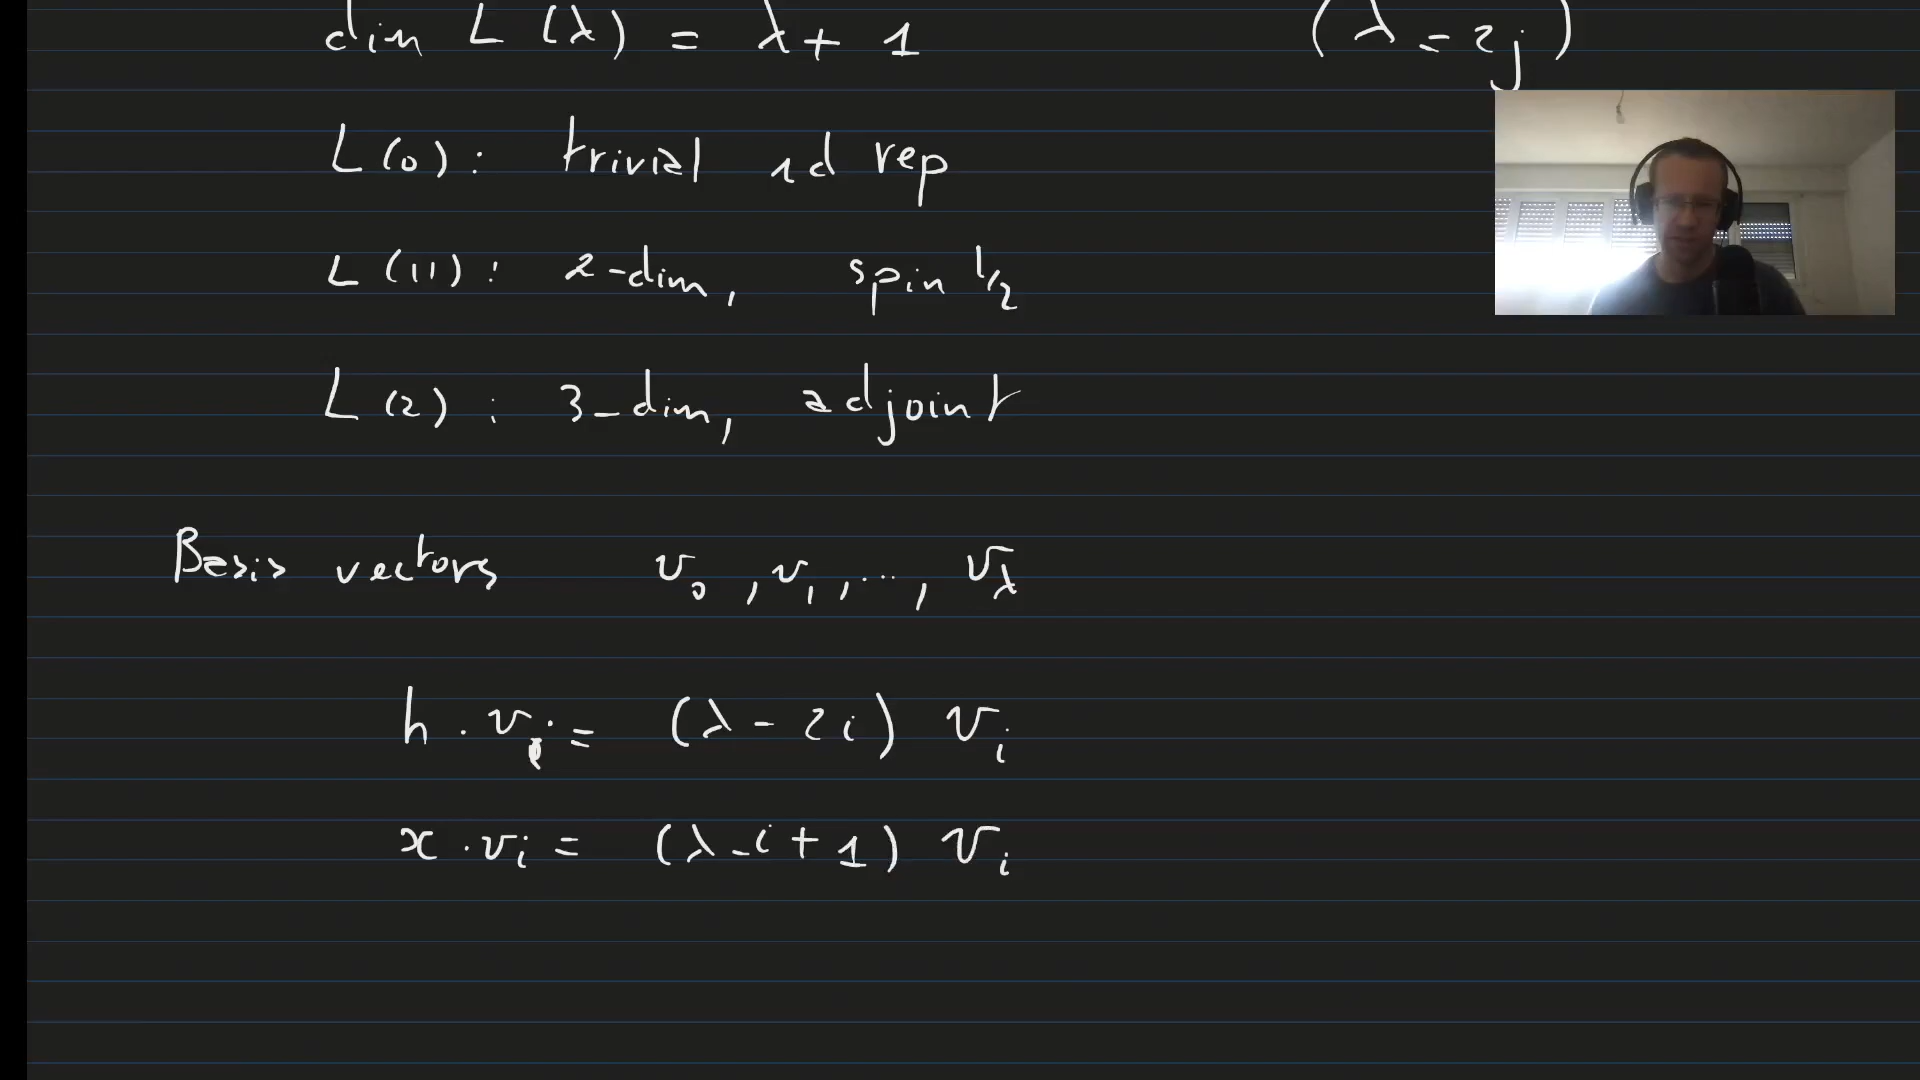 dim L (λ) = λ + 1 (λ = 2j)
L (0) : trivial 1d rep
L (1) : 2-dim, spin 1/2
L (2) : 3-dim, adjoint
Basis vectors v₀, v₁, ..., v_λ
h · vᵢ = (λ - 2i) vᵢ
x · vᵢ = (λ - i + 1) vᵢ